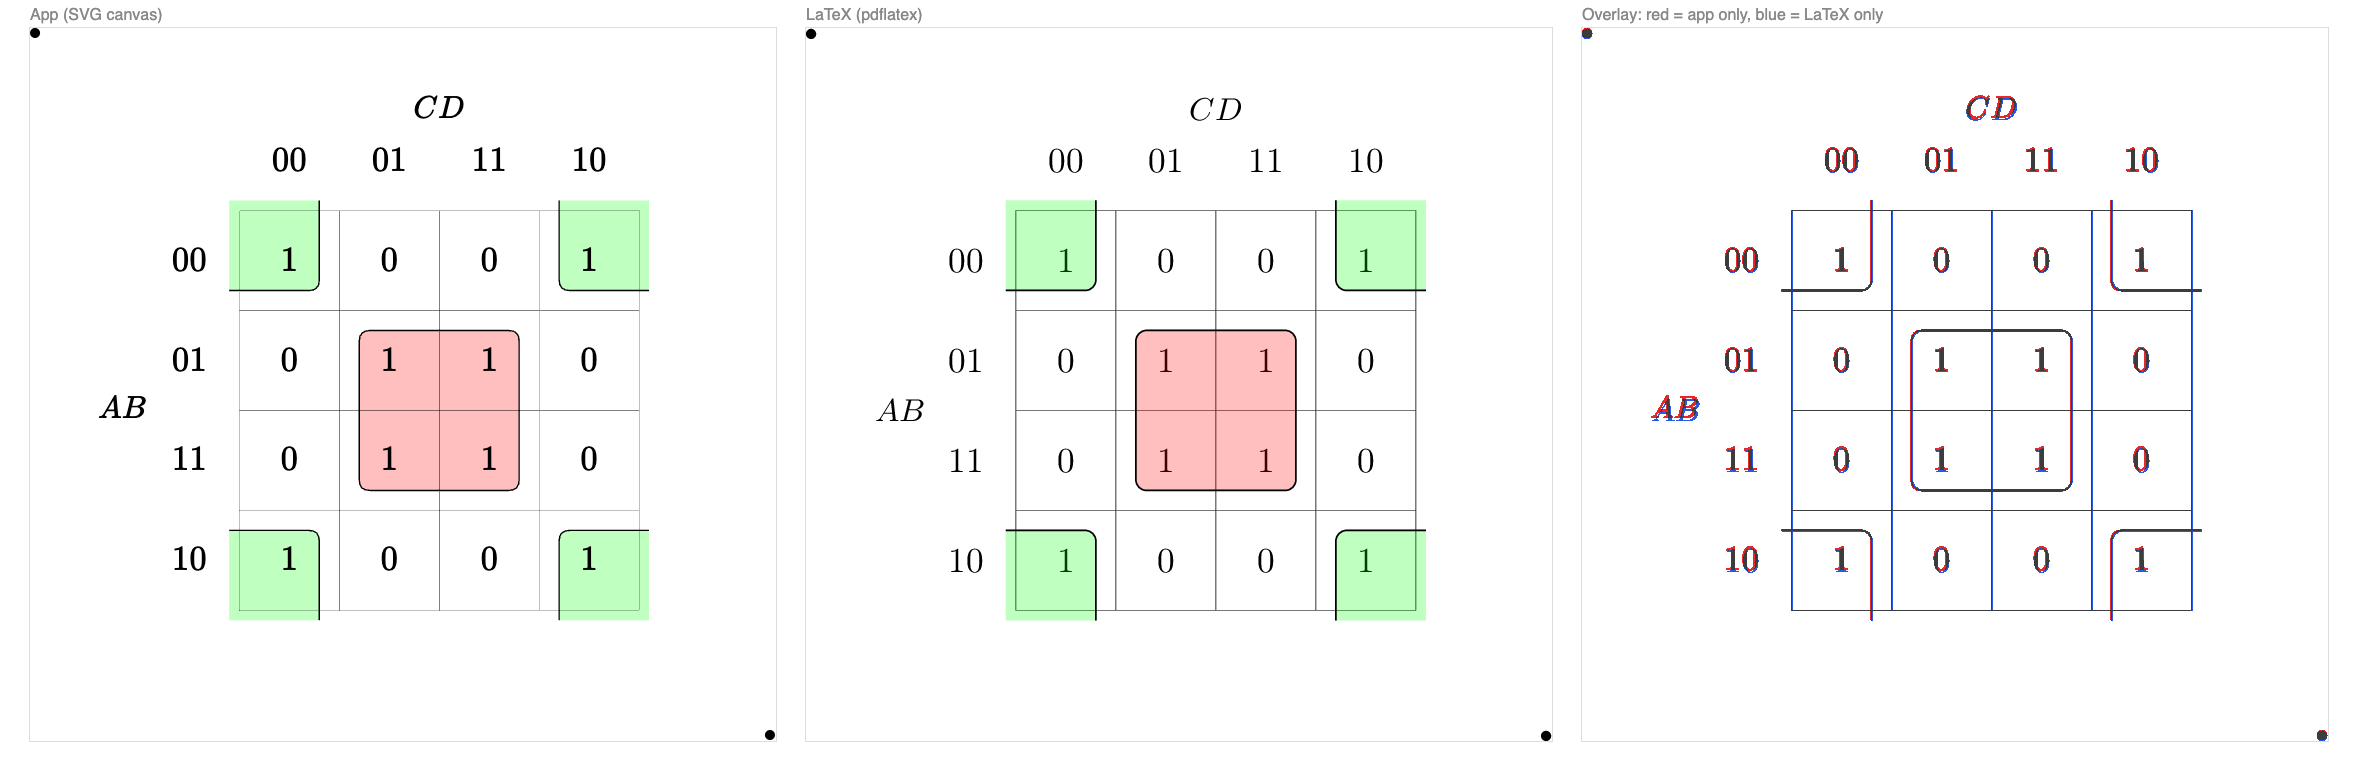 App (SVG canvas)
CD
00 01 11 10
00 1 0 0 1
01 0 1 1 0
AB
11 0 1 1 0
10 1 0 0 1
LaTeX (pdflatex)
CD
00 01 11 10
00 1 0 0 1
01 0 1 1 0
AB
11 0 1 1 0
10 1 0 0 1
Overlay: red = app only, blue = LaTeX only
CD
00 01 11 10
00 1 0 0 1
01 0 1 1 0
AB
11 0 1 1 0
10 1 0 0 1